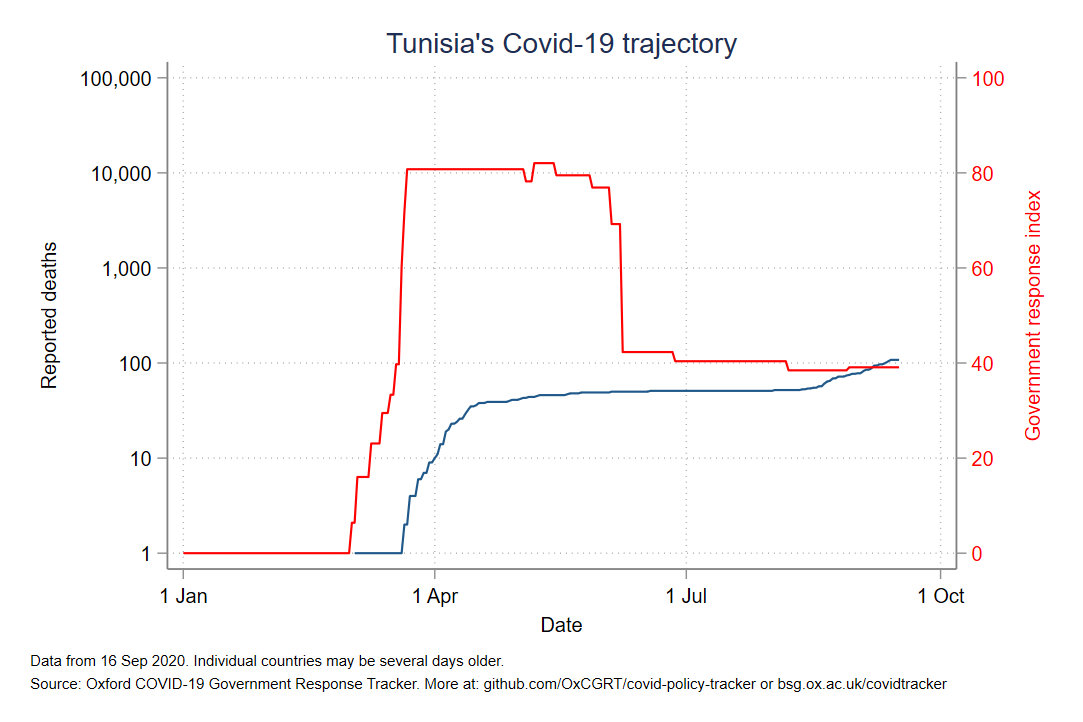 Tunisia's Covid-19 trajectory
100,000
10,000
1,000
100
10
1
Reported deaths
100
80
60
40
20
0
Government response index
1 Jan
1 Apr
1 Jul
1 Oct
Date
Data from 16 Sep 2020. Individual countries may be several days older.
Source: Oxford COVID-19 Government Response Tracker. More at: github.com/OxCGRT/covid-policy-tracker or bsg.ox.ac.uk/covidtracker